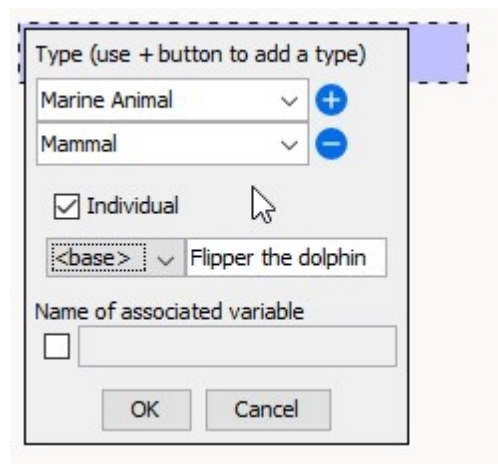 Type (use + button to add a type)
Marine Animal
Mammal
Individual
<base> Flipper the dolphin
Name of associated variable
OK Cancel